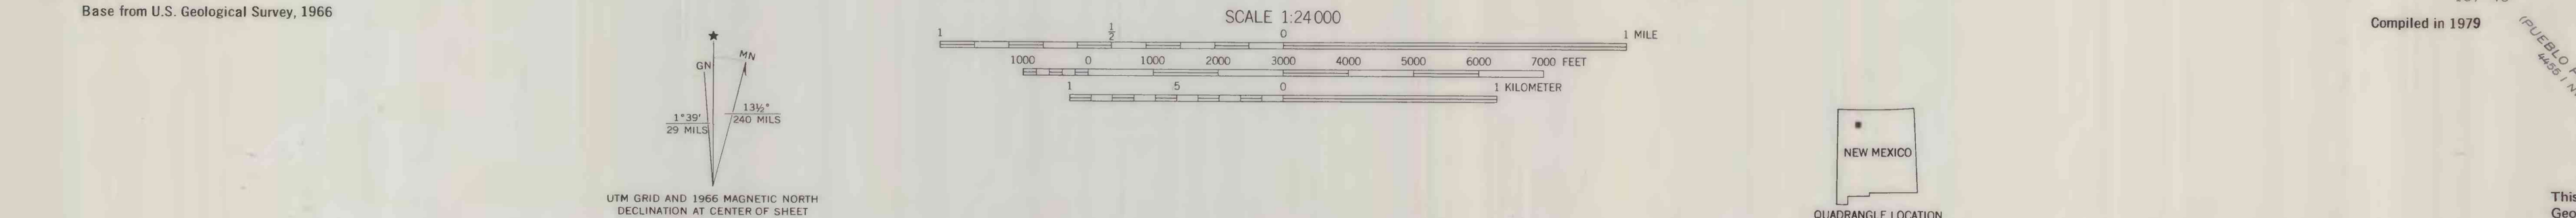 Base from U.S. Geological Survey, 1966
★
GN
MN
1°39'
29 MILS
13½°
240 MILS
UTM GRID AND 1966 MAGNETIC NORTH
DECLINATION AT CENTER OF SHEET
SCALE 1:24 000
1 ½ 0 1 MILE
1000 0 1000 2000 3000 4000 5000 6000 7000 FEET
1 5 0 1 KILOMETER
NEW MEXICO
QUADRANGLE LOCATION
Compiled in 1979
(PUEBLO
This